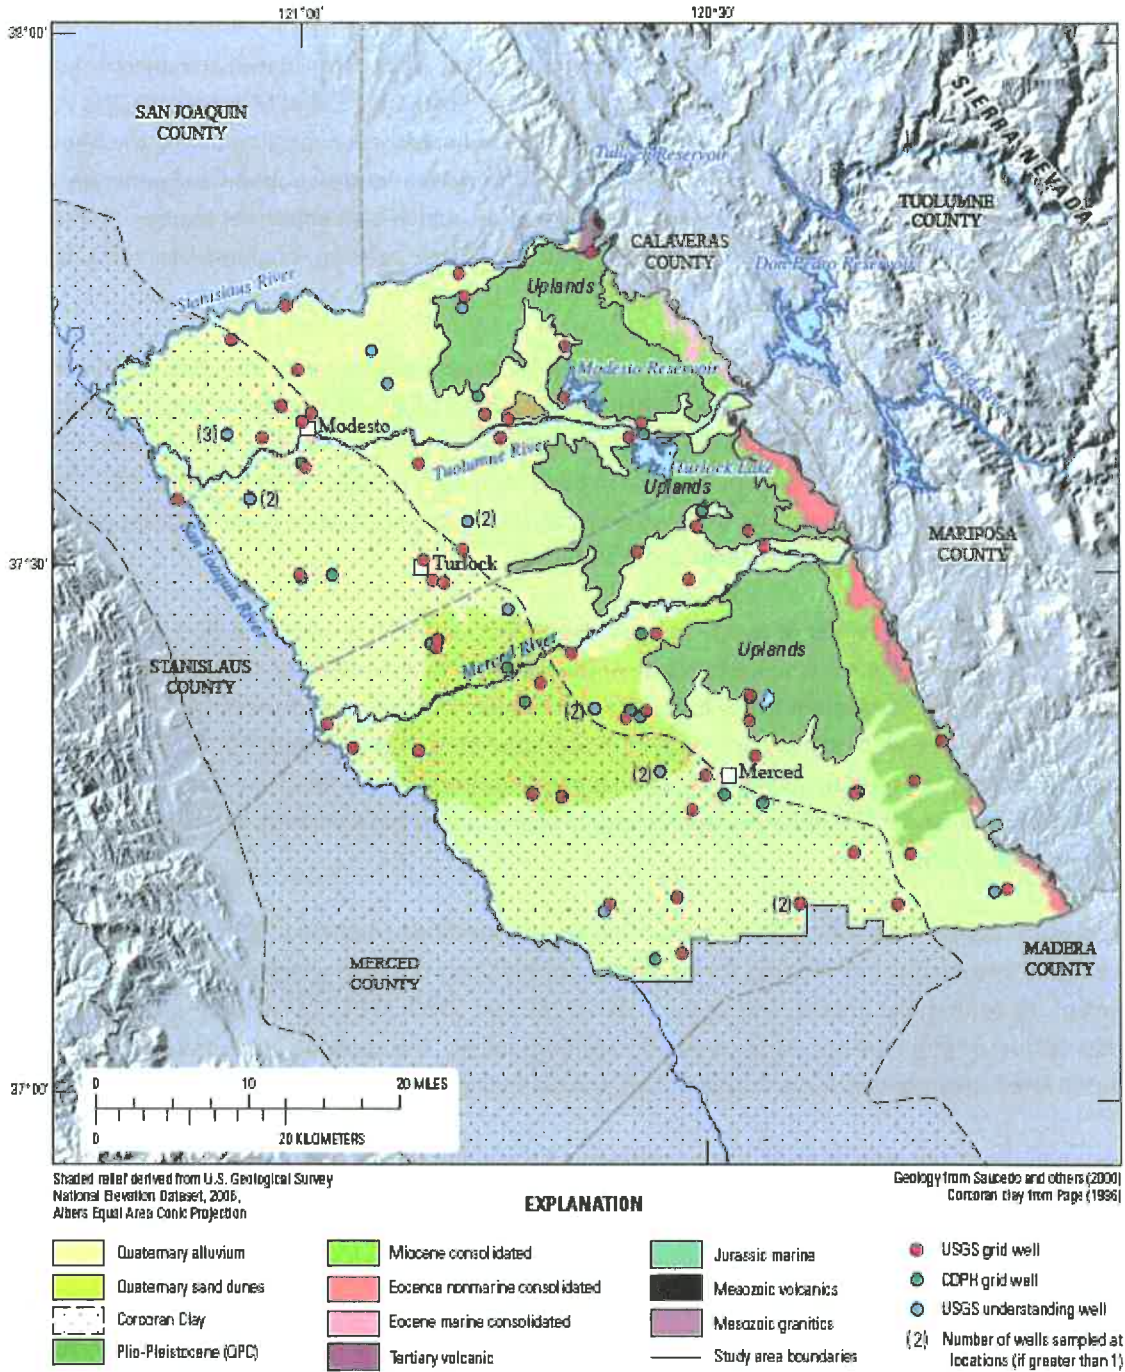 121°00'
120°30'
38°00'
SAN JOAQUIN
COUNTY
SIERRA NEVADA
Tulloch Reservoir
TUOLUMNE
COUNTY
CALAVERAS
COUNTY
Don Pedro Reservoir
Uplands
Stanislaus River
Modesto Reservoir
Merced River
(3)
Modesto
Tuolumne River
Turlock Lake
Uplands
(2)
(2)
MARIPOSA
COUNTY
37°30'
Turlock
San Joaquin River
Merced River
Uplands
STANISLAUS
COUNTY
(2)
(2)
Merced
(2)
MERCED
COUNTY
MADERA
COUNTY
37°00'
0 10 20 MILES
0 20 KILOMETERS
Shaded relief derived from U.S. Geological Survey
National Elevation Dataset, 2006,
Albers Equal Area Conic Projection
Geology from Saucedo and others (2000)
Corcoran clay from Page (1986)
EXPLANATION
Quaternary alluvium
Quaternary sand dunes
Corcoran Clay
Plio-Pleistocene (QPC)
Miocene consolidated
Eocence nonmarine consolidated
Eocene marine consolidated
Tertiary volcanic
Jurassic marine
Mesozoic volcanics
Mesozoic granitics
Study area boundaries
USGS grid well
CDPH grid well
USGS understanding well
(2) Number of wells sampled at
locations (if greater than 1)